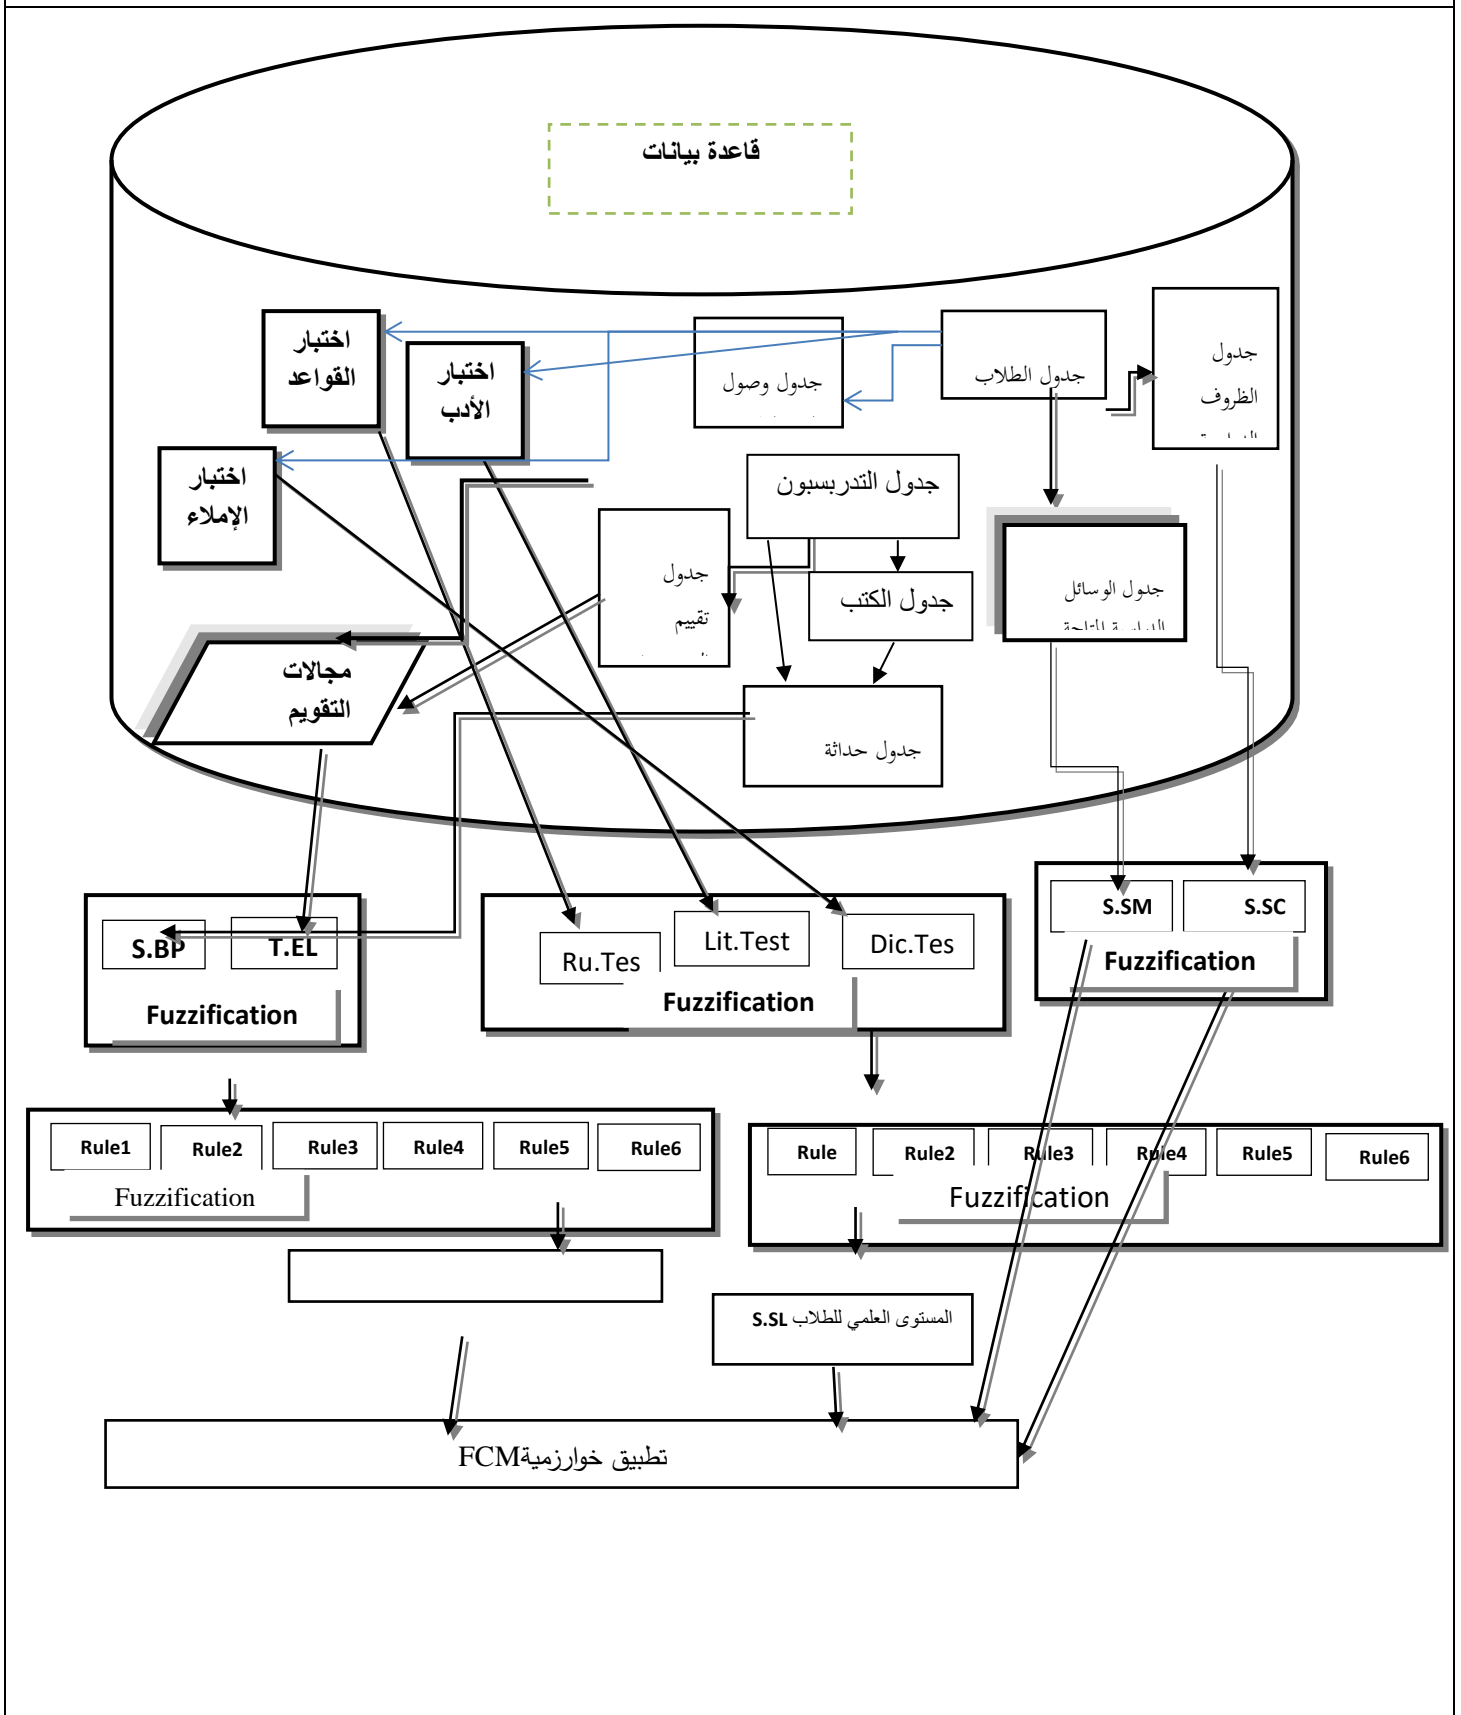 قاعدة بيانات
اختبار
القواعد
اختبار
الأدب
جدول وصول
جدول الطلاب
جدول
الظروف
اختبار
الإملاء
جدول التدربسبون
جدول
تقييم
جدول الكتب
جدول الوسائل
مجالات
التقويم
جدول حداثة
S.BP
T.EL
Fuzzification
Ru.Tes
Lit.Test
Dic.Tes
Fuzzification
S.SM
S.SC
Fuzzification
Rule1
Rule2
Rule3
Rule4
Rule5
Rule6
Fuzzification
Rule
Rule2
Rule3
Rule4
Rule5
Rule6
Fuzzification
المستوى العلمي للطلاب S.SL
تطبيق خوارزميةFCM